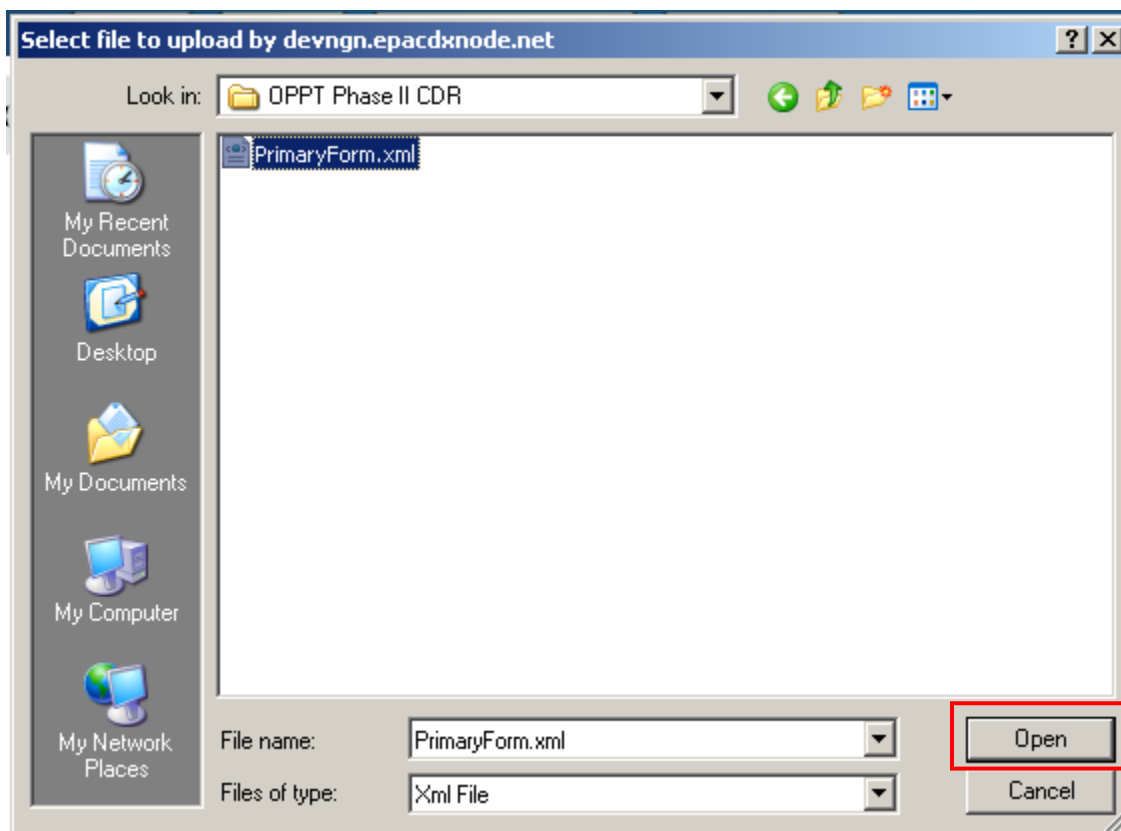 Select file to upload by devngn.epacdxnode.net
Look in:
OPPT Phase II CDR
PrimaryForm.xml
My Recent
Documents
Desktop
My Documents
My Computer
My Network
Places
File name:
PrimaryForm.xml
Open
Files of type:
Xml File
Cancel